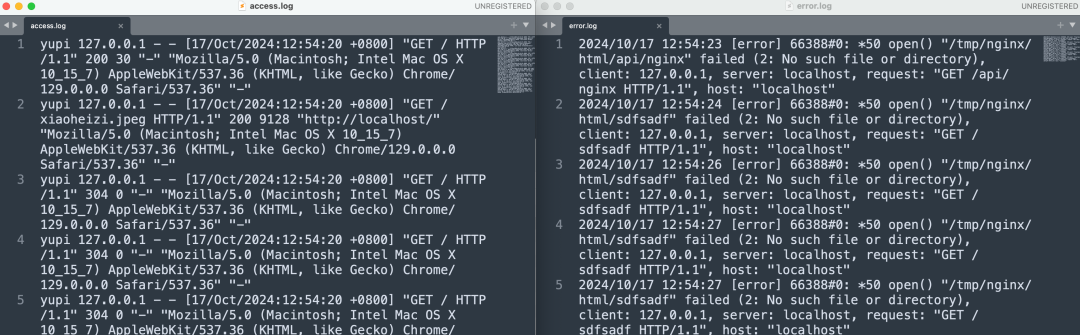 access.log
UNREGISTERED
access.log
1 yupi 127.0.0.1 - - [17/Oct/2024:12:54:20 +0800] "GET / HTTP
/1.1" 200 30 "-" "Mozilla/5.0 (Macintosh; Intel Mac OS X
10_15_7) AppleWebKit/537.36 (KHTML, like Gecko) Chrome/
129.0.0.0 Safari/537.36" "-"
2 yupi 127.0.0.1 - - [17/Oct/2024:12:54:20 +0800] "GET /
xiaoheizi.jpeg HTTP/1.1" 200 9128 "http://localhost/"
"Mozilla/5.0 (Macintosh; Intel Mac OS X 10_15_7)
AppleWebKit/537.36 (KHTML, like Gecko) Chrome/129.0.0.0
Safari/537.36" "-"
3 yupi 127.0.0.1 - - [17/Oct/2024:12:54:20 +0800] "GET / HTTP
/1.1" 304 0 "-" "Mozilla/5.0 (Macintosh; Intel Mac OS X
10_15_7) AppleWebKit/537.36 (KHTML, like Gecko) Chrome/
129.0.0.0 Safari/537.36" "-"
4 yupi 127.0.0.1 - - [17/Oct/2024:12:54:20 +0800] "GET / HTTP
/1.1" 304 0 "-" "Mozilla/5.0 (Macintosh; Intel Mac OS X
10_15_7) AppleWebKit/537.36 (KHTML, like Gecko) Chrome/
129.0.0.0 Safari/537.36" "-"
5 yupi 127.0.0.1 - - [17/Oct/2024:12:54:20 +0800] "GET / HTTP
/1.1" 304 0 "-" "Mozilla/5.0 (Macintosh; Intel Mac OS X
10_15_7) AppleWebKit/537.36 (KHTML, like Gecko) Chrome/
error.log
UNREGISTERED
error.log
1 2024/10/17 12:54:23 [error] 66388#0: *50 open() "/tmp/nginx/
html/api/nginx" failed (2: No such file or directory),
client: 127.0.0.1, server: localhost, request: "GET /api/
nginx HTTP/1.1", host: "localhost"
2 2024/10/17 12:54:24 [error] 66388#0: *50 open() "/tmp/nginx/
html/sdfsadf" failed (2: No such file or directory),
client: 127.0.0.1, server: localhost, request: "GET /
sdfsadf HTTP/1.1", host: "localhost"
3 2024/10/17 12:54:26 [error] 66388#0: *50 open() "/tmp/nginx/
html/sdfsadf" failed (2: No such file or directory),
client: 127.0.0.1, server: localhost, request: "GET /
sdfsadf HTTP/1.1", host: "localhost"
4 2024/10/17 12:54:27 [error] 66388#0: *50 open() "/tmp/nginx/
html/sdfsadf" failed (2: No such file or directory),
client: 127.0.0.1, server: localhost, request: "GET /
sdfsadf HTTP/1.1", host: "localhost"
5 2024/10/17 12:54:27 [error] 66388#0: *50 open() "/tmp/nginx/
html/sdfsadf" failed (2: No such file or directory),
client: 127.0.0.1, server: localhost, request: "GET /
sdfsadf HTTP/1.1", host: "localhost"